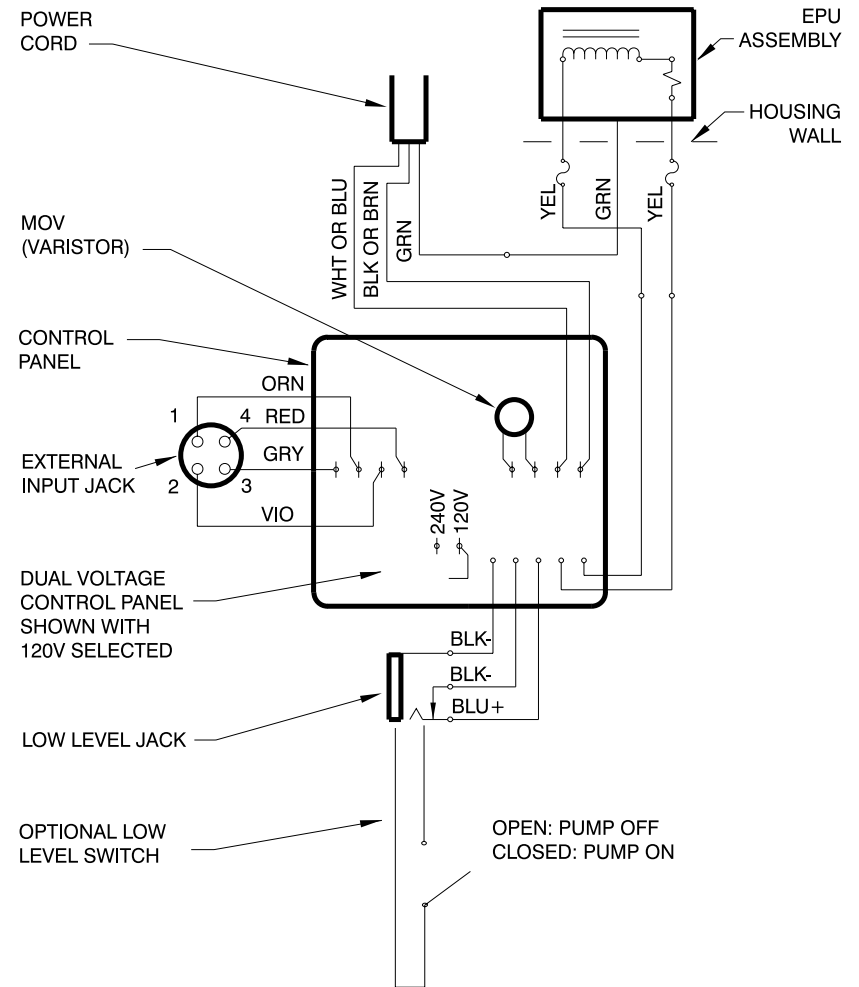 POWER
CORD
EPU
ASSEMBLY
HOUSING
WALL
MOV
(VARISTOR)
WHT OR BLU
BLK OR BRN
GRN
YEL
GRN
YEL
CONTROL
PANEL
ORN
1
4
RED
GRY
EXTERNAL
INPUT JACK
2
3
VIO
240V
120V
DUAL VOLTAGE
CONTROL PANEL
SHOWN WITH
120V SELECTED
BLK-
BLK-
BLU+
LOW LEVEL JACK
OPTIONAL LOW
LEVEL SWITCH
OPEN: PUMP OFF
CLOSED: PUMP ON